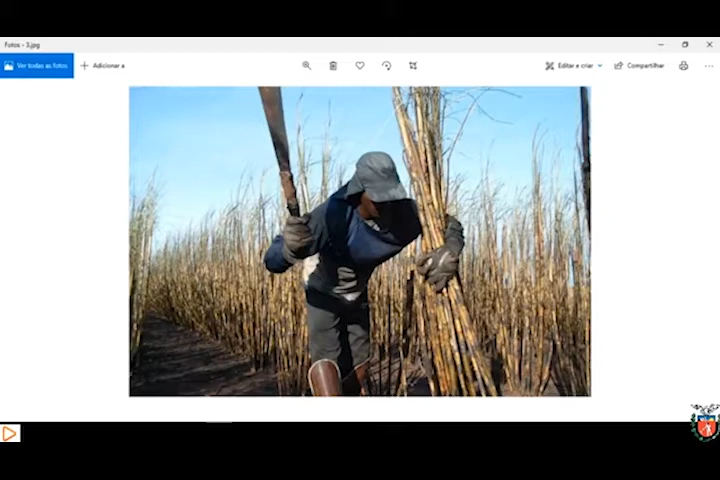 Fotos - 3.jpg
Ver todas as fotos
Adicionar a
Editar e criar
Compartilhar